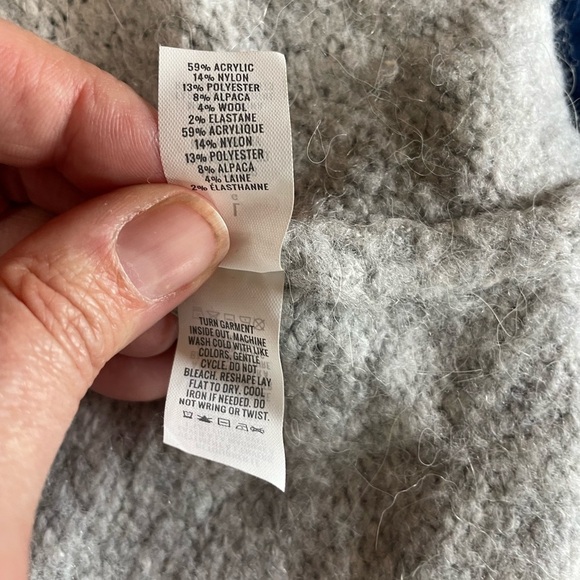 59% ACRYLIC
14% NYLON
13% POLYESTER
8% ALPACA
4% WOOL
2% ELASTANE
59% ACRYLIQUE
14% NYLON
13% POLYESTER
8% ALPACA
4% LAINE
2% ÉLASTHANNE
TURN GARMENT
INSIDE OUT. MACHINE
WASH COLD WITH LIKE
COLORS, GENTLE
CYCLE. DO NOT
BLEACH. RESHAPE LAY
FLAT TO DRY. COOL
IRON IF NEEDED. DO
NOT WRING OR TWIST.